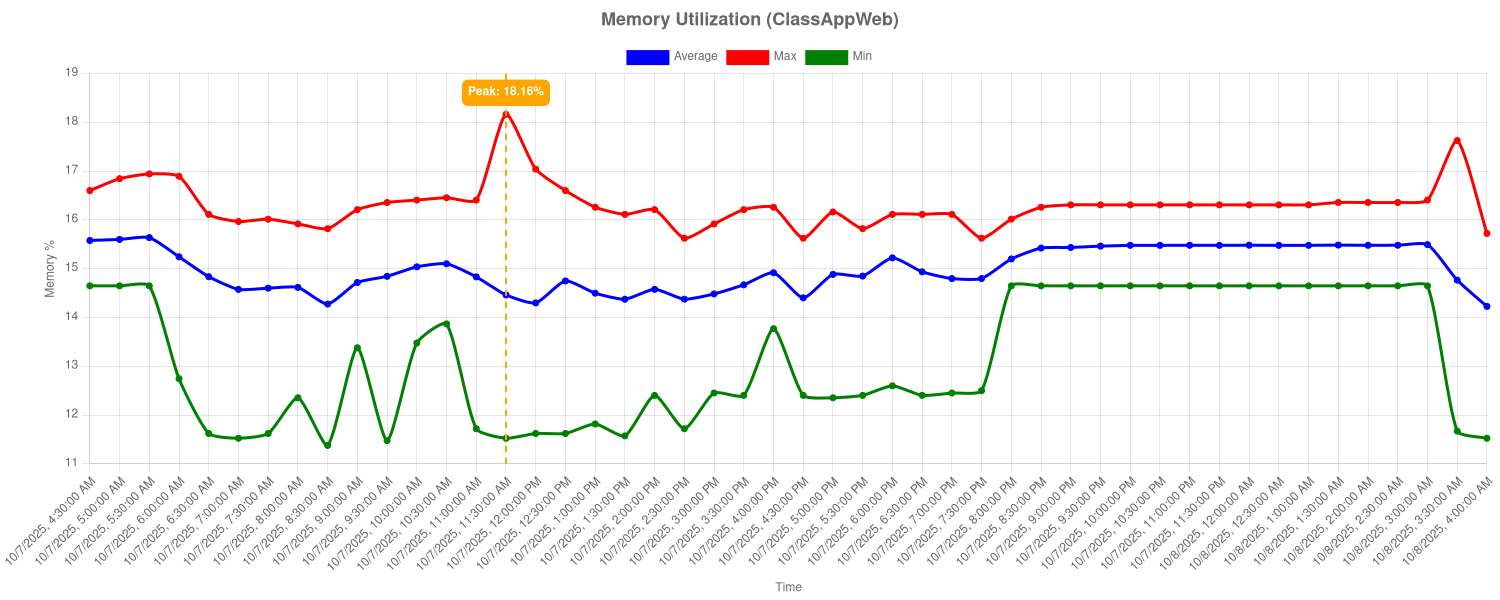 Memory Utilization (ClassAppWeb)
Average Max Min
19
Peak: 18.16%
18
17
16
15
14
13
12
11
Memory %
10/7/2025, 4:30:00 AM
10/7/2025, 5:00:00 AM
10/7/2025, 5:30:00 AM
10/7/2025, 6:00:00 AM
10/7/2025, 6:30:00 AM
10/7/2025, 7:00:00 AM
10/7/2025, 7:30:00 AM
10/7/2025, 8:00:00 AM
10/7/2025, 8:30:00 AM
10/7/2025, 9:00:00 AM
10/7/2025, 9:30:00 AM
10/7/2025, 10:00:00 AM
10/7/2025, 10:30:00 AM
10/7/2025, 11:00:00 AM
10/7/2025, 11:30:00 AM
10/7/2025, 12:00:00 PM
10/7/2025, 12:30:00 PM
10/7/2025, 1:00:00 PM
10/7/2025, 1:30:00 PM
10/7/2025, 2:00:00 PM
10/7/2025, 2:30:00 PM
10/7/2025, 3:00:00 PM
10/7/2025, 3:30:00 PM
10/7/2025, 4:00:00 PM
10/7/2025, 4:30:00 PM
10/7/2025, 5:00:00 PM
10/7/2025, 5:30:00 PM
10/7/2025, 6:00:00 PM
10/7/2025, 6:30:00 PM
10/7/2025, 7:00:00 PM
10/7/2025, 7:30:00 PM
10/7/2025, 8:00:00 PM
10/7/2025, 8:30:00 PM
10/7/2025, 9:00:00 PM
10/7/2025, 9:30:00 PM
10/7/2025, 10:00:00 PM
10/7/2025, 10:30:00 PM
10/7/2025, 11:00:00 PM
10/7/2025, 11:30:00 PM
10/8/2025, 12:00:00 AM
10/8/2025, 12:30:00 AM
10/8/2025, 1:00:00 AM
10/8/2025, 1:30:00 AM
10/8/2025, 2:00:00 AM
10/8/2025, 2:30:00 AM
10/8/2025, 3:00:00 AM
10/8/2025, 3:30:00 AM
10/8/2025, 4:00:00 AM
Time